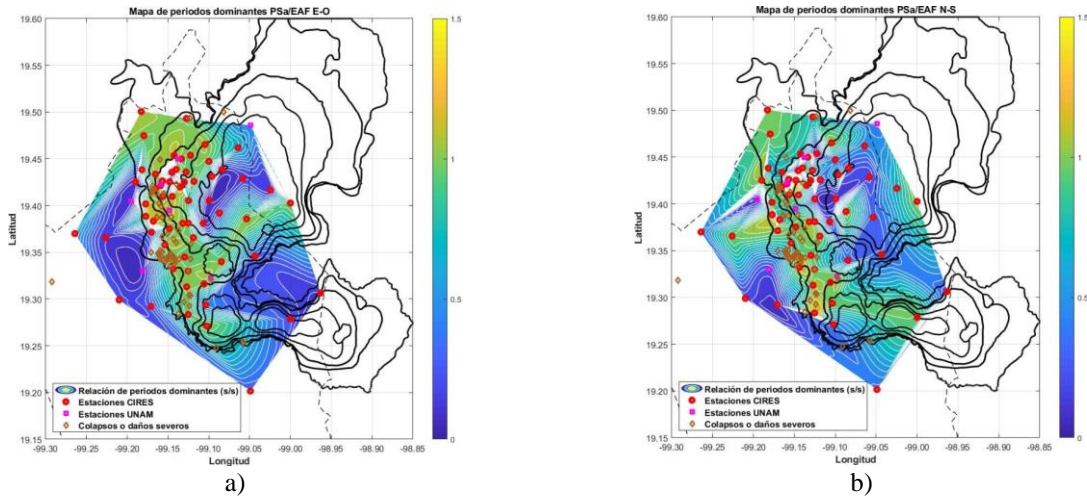 Mapa de periodos dominantes PSa/EAF E-O
19.60
19.55
19.50
19.45
19.40
19.35
19.30
19.25
19.20
19.15
Latitud
1.5
1
0.5
0
Relación de periodos dominantes (s/s)
Estaciones CIRES
Estaciones UNAM
Colapsos o daños severos
-99.30 -99.25 -99.20 -99.15 -99.10 -99.05 -99.00 -98.95 -98.90 -98.85
Longitud
a)
Mapa de periodos dominantes PSa/EAF N-S
19.60
19.55
19.50
19.45
19.40
19.35
19.30
19.25
19.20
19.15
Latitud
1.5
1
0.5
0
Relación de periodos dominantes (s/s)
Estaciones CIRES
Estaciones UNAM
Colapsos o daños severos
-99.30 -99.25 -99.20 -99.15 -99.10 -99.05 -99.00 -98.95 -98.90 -98.85
Longitud
b)